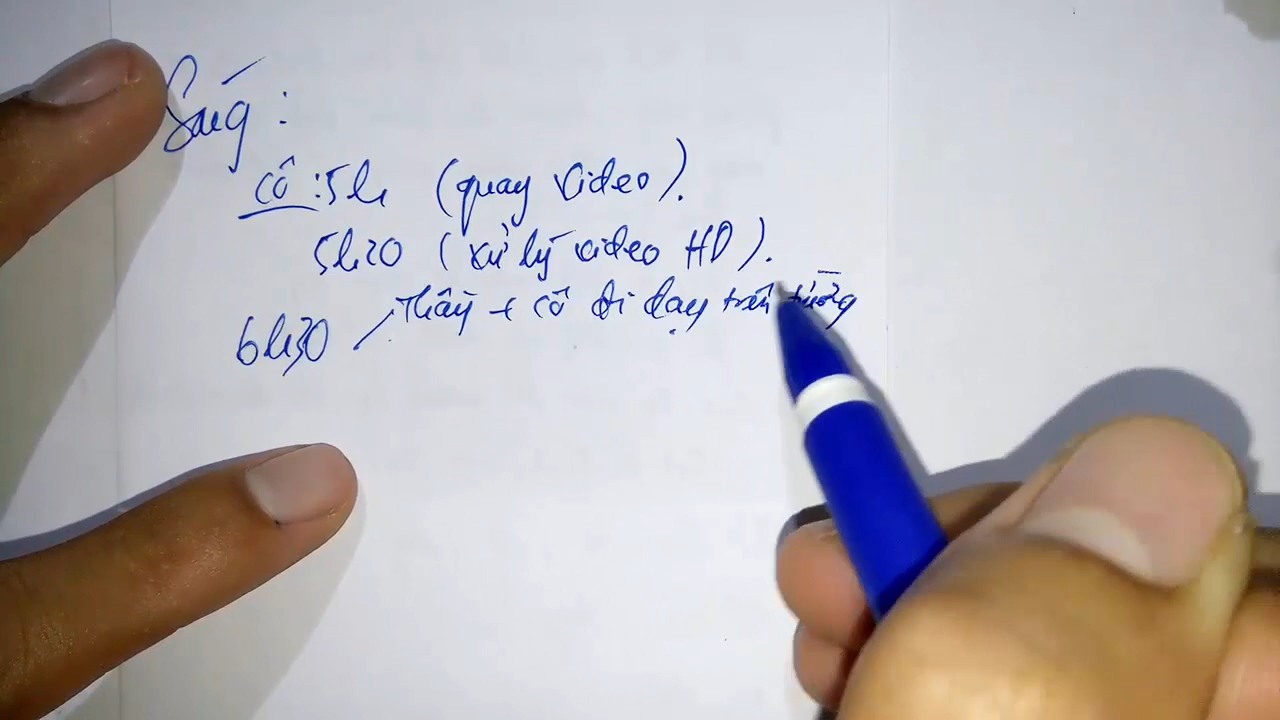 Sáng:
Cô: 5h (quay video).
5h20 (xử lý video HD).
6h30 / Thầy + cô đi dạy trên trường